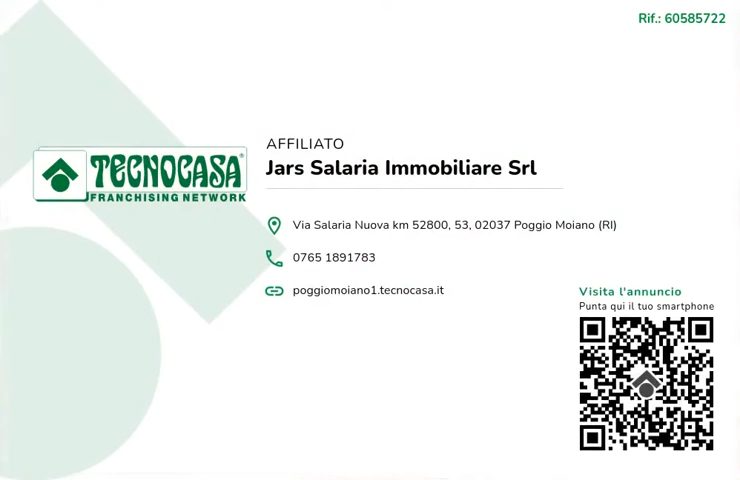 Rif.: 60585722
AFFILIATO
Jars Salaria Immobiliare Srl
TECNOCASA®
FRANCHISING NETWORK
Via Salaria Nuova km 52800, 53, 02037 Poggio Moiano (RI)
0765 1891783
poggiomoiano1.tecnocasa.it
Visita l'annuncio
Punta qui il tuo smartphone